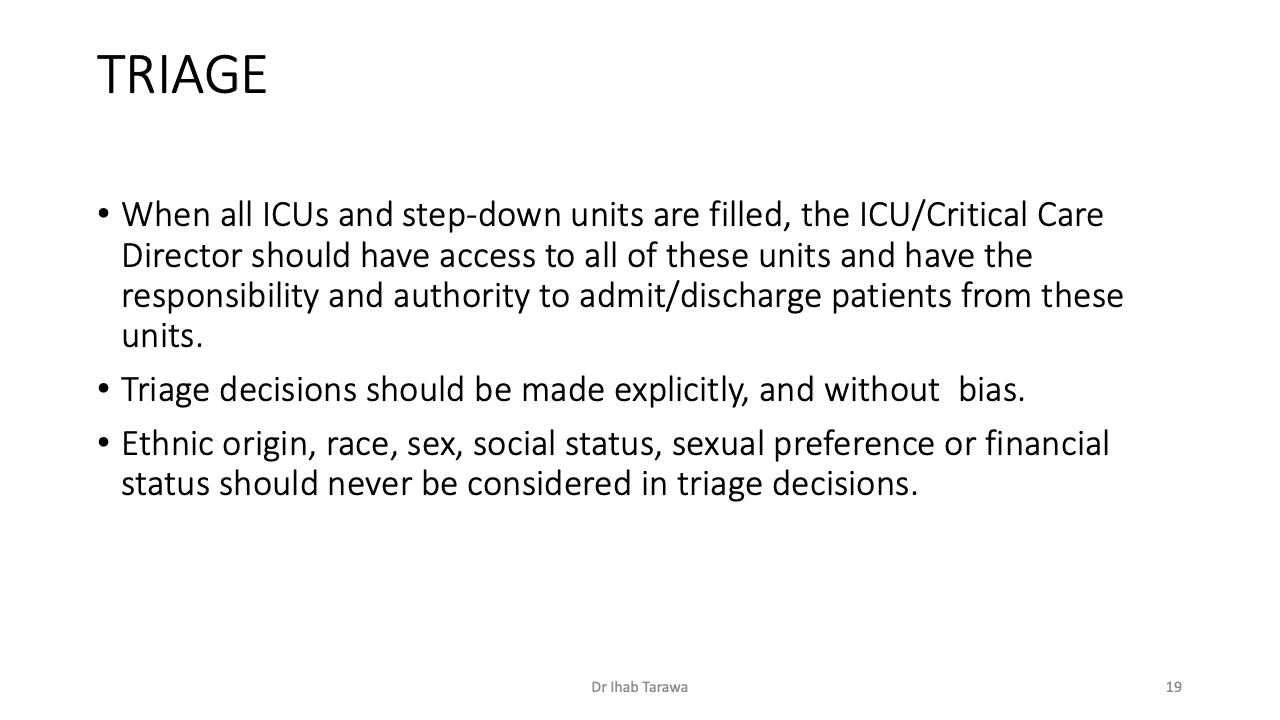 TRIAGE
• When all ICUs and step-down units are filled, the ICU/Critical Care
Director should have access to all of these units and have the
responsibility and authority to admit/discharge patients from these
units.
• Triage decisions should be made explicitly, and without  bias.
• Ethnic origin, race, sex, social status, sexual preference or financial
status should never be considered in triage decisions.
Dr Ihab Tarawa
19